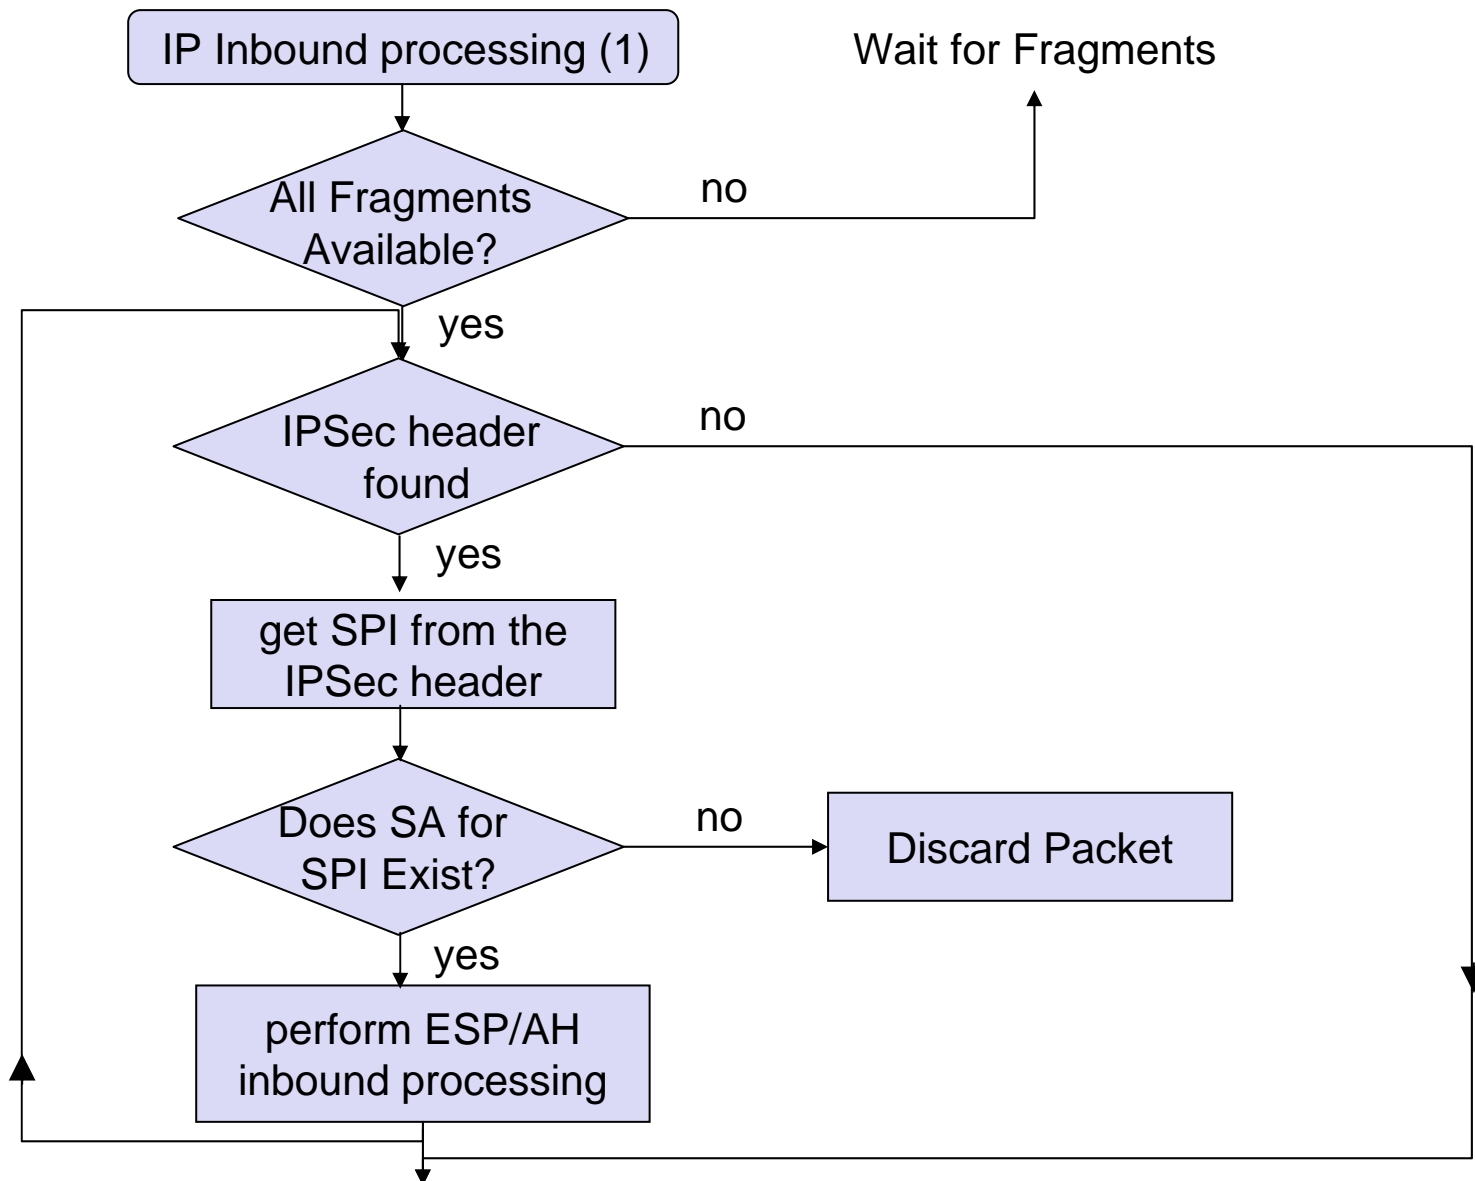 IP Inbound processing (1)
Wait for Fragments
All Fragments
Available?
no
yes
IPSec header
found
no
yes
get SPI from the
IPSec header
Does SA for
SPI Exist?
no
Discard Packet
yes
perform ESP/AH
inbound processing